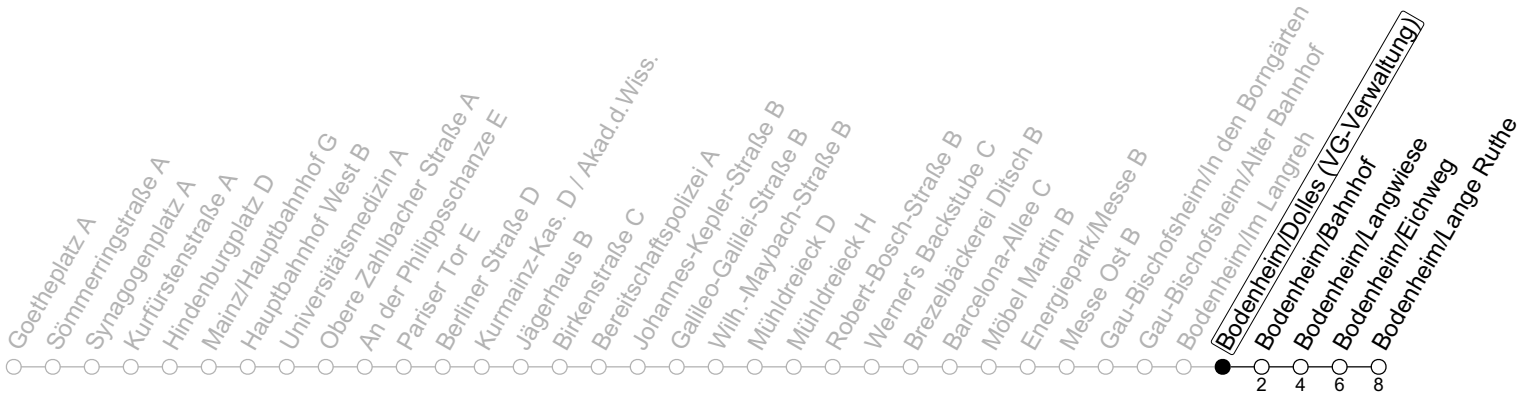 Goetheplatz A
Sömmerringstraße A
Synagogenplatz A
Kurfürstenstraße A
Hindenburgplatz D
Mainz/Hauptbahnhof G
Hauptbahnhof West B
Universitätsmedizin A
Obere Zahlbacher Straße A
An der Philippsschanze E
Pariser Tor E
Berliner Straße D
Kurmainz-Kas. D / Akad.d.Wiss.
Jägerhaus B
Birkenstraße C
Bereitschaftspolizei A
Johannes-Kepler-Straße B
Galileo-Galilei-Straße B
Wilh.-Maybach-Straße B
Mühldreieck D
Mühldreieck H
Robert-Bosch-Straße B
Werner's Backstube C
Brezelbäckerei Ditsch B
Barcelona-Allee C
Möbel Martin B
Energiepark/Messe B
Messe Ost B
Gau-Bischofsheim/In den Borngärten
Gau-Bischofsheim/Alter Bahnhof
Bodenheim/Im Langreh
Bodenheim/Dolles (VG-Verwaltung)
Bodenheim/Bahnhof
Bodenheim/Langwiese
Bodenheim/Eichweg
Bodenheim/Lange Ruthe
2 4 6 8